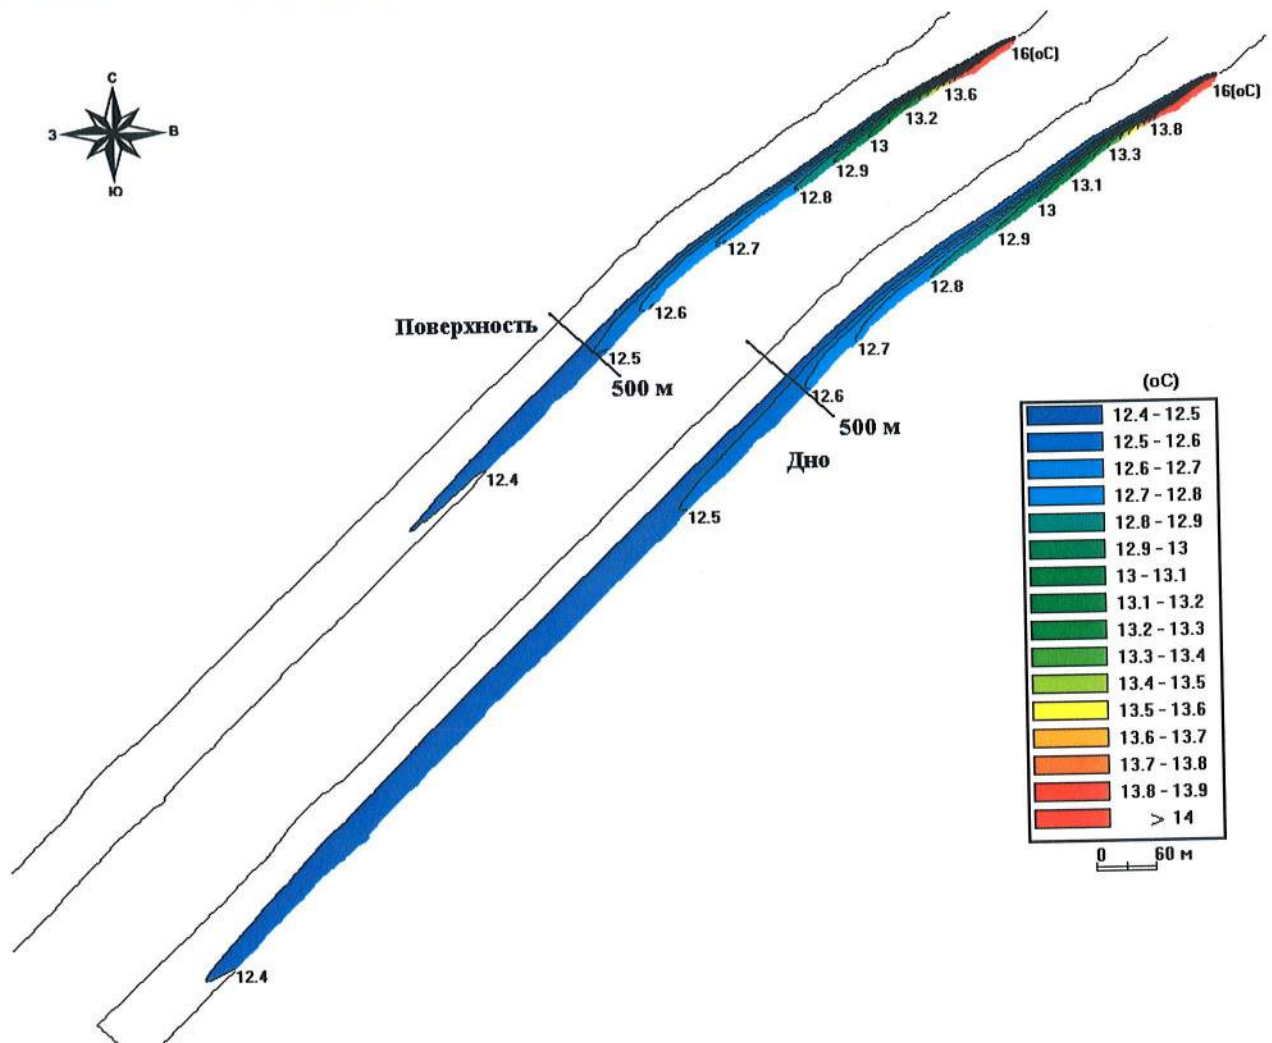 С
З
В
Ю
16(оС)
13.6
13.2
13
12.9
12.8
12.7
12.6
12.5
12.4
Поверхность
500 м
16(оС)
13.8
13.3
13.1
13
12.9
12.8
12.7
12.6
12.5
12.4
500 м
Дно
(оС)
12.4 – 12.5
12.5 – 12.6
12.6 – 12.7
12.7 – 12.8
12.8 – 12.9
12.9 – 13
13 – 13.1
13.1 – 13.2
13.2 – 13.3
13.3 – 13.4
13.4 – 13.5
13.5 – 13.6
13.6 – 13.7
13.7 – 13.8
13.8 – 13.9
> 14
0 60 м